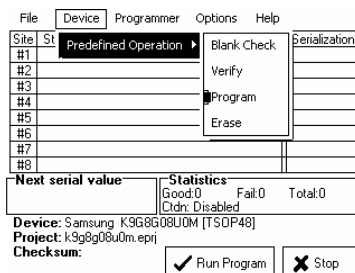 File Device Programmer Options Help
Site St Predefined Operation Blank Check Serialization
#1
#2 Verify
#3
#4 Program
#5
#6 Erase
#7
#8
Next serial value Statistics
Good:0 Fail:0 Total:0
Ctdn: Disabled
Device: Samsung K9G8G08U0M [TSOP48]
Project: k9g8g08u0m.eprj
Checksum:
Run Program Stop